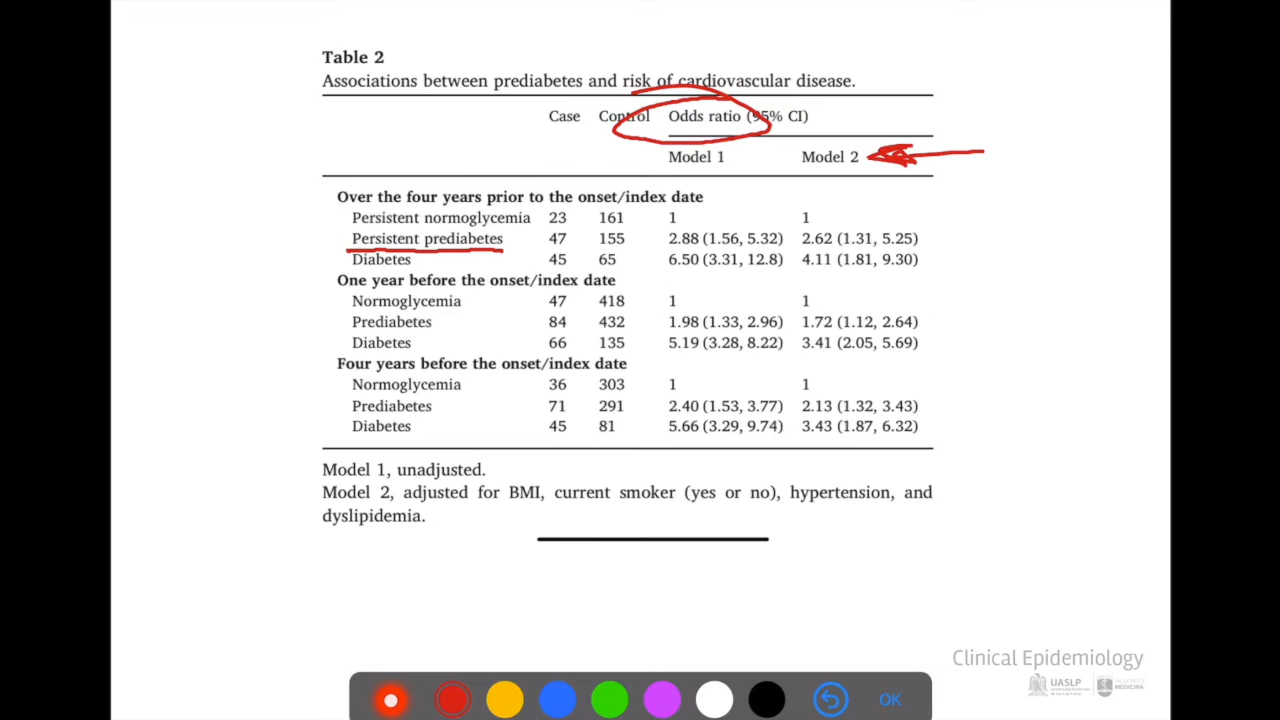 Table 2
Associations between prediabetes and risk of cardiovascular disease.
Case Control Odds ratio (95% CI)
Model 1 Model 2
Over the four years prior to the onset/index date
Persistent normoglycemia 23 161 1 1
Persistent prediabetes 47 155 2.88 (1.56, 5.32) 2.62 (1.31, 5.25)
Diabetes 45 65 6.50 (3.31, 12.8) 4.11 (1.81, 9.30)
One year before the onset/index date
Normoglycemia 47 418 1 1
Prediabetes 84 432 1.98 (1.33, 2.96) 1.72 (1.12, 2.64)
Diabetes 66 135 5.19 (3.28, 8.22) 3.41 (2.05, 5.69)
Four years before the onset/index date
Normoglycemia 36 303 1 1
Prediabetes 71 291 2.40 (1.53, 3.77) 2.13 (1.32, 3.43)
Diabetes 45 81 5.66 (3.29, 9.74) 3.43 (1.87, 6.32)
Model 1, unadjusted.
Model 2, adjusted for BMI, current smoker (yes or no), hypertension, and
dyslipidemia.
Clinical Epidemiology
UASLP
MEDICINA
OK